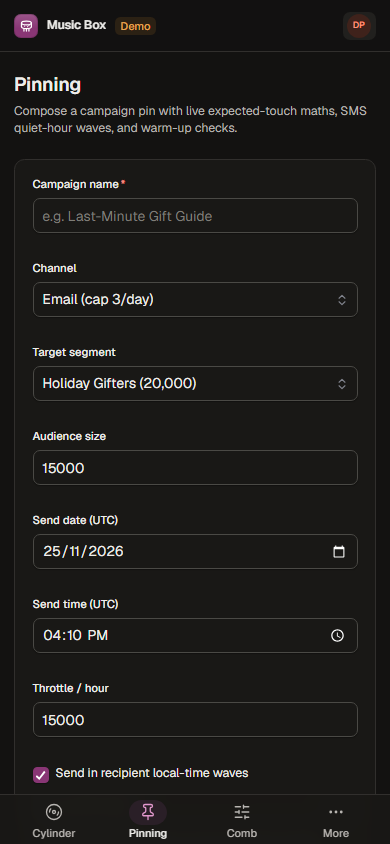 Music Box
Demo
DP
Pinning
Compose a campaign pin with live expected-touch maths, SMS
quiet-hour waves, and warm-up checks.
Campaign name*
e.g. Last-Minute Gift Guide
Channel
Email (cap 3/day)
Target segment
Holiday Gifters (20,000)
Audience size
15000
Send date (UTC)
25/11/2026
Send time (UTC)
04:10 PM
Throttle / hour
15000
Send in recipient local-time waves
Cylinder
Pinning
Comb
More